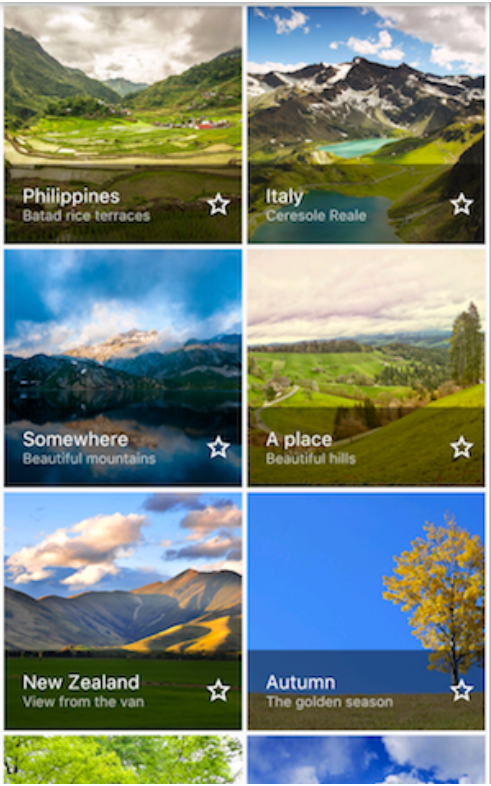 Philippines
Batad rice terraces
Italy
Ceresole Reale
Somewhere
Beautiful mountains
A place
Beautiful hills
New Zealand
View from the van
Autumn
The golden season